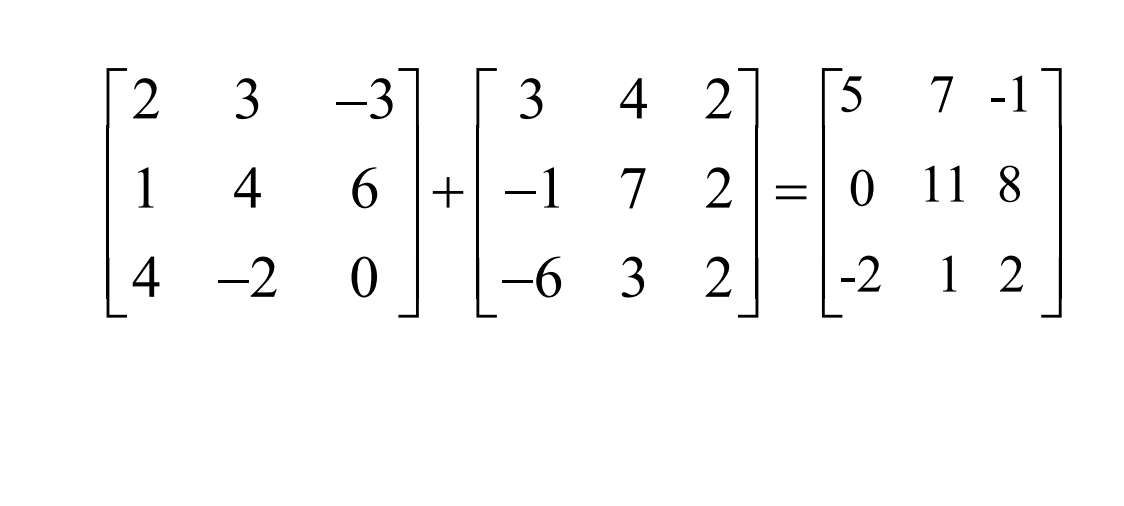 [2 3 −3] [3 4 2] [5 7 -1]
[1 4 6] + [−1 7 2] = [0 11 8]
[4 −2 0] [−6 3 2] [-2 1 2]